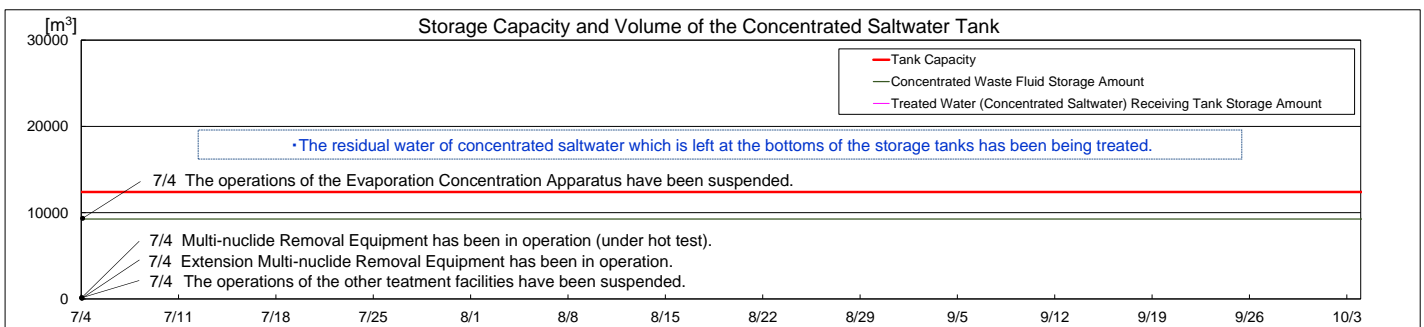 Storage Capacity and Volume of the Concentrated Saltwater Tank
[m³]
30000
20000
10000
0
Tank Capacity
Concentrated Waste Fluid Storage Amount
Treated Water (Concentrated Saltwater) Receiving Tank Storage Amount
・The residual water of concentrated saltwater which is left at the bottoms of the storage tanks has been being treated.
7/4 The operations of the Evaporation Concentration Apparatus have been suspended.
7/4 Multi-nuclide Removal Equipment has been in operation (under hot test).
7/4 Extension Multi-nuclide Removal Equipment has been in operation.
7/4 The operations of the other teatment facilities have been suspended.
7/4 7/11 7/18 7/25 8/1 8/8 8/15 8/22 8/29 9/5 9/12 9/19 9/26 10/3